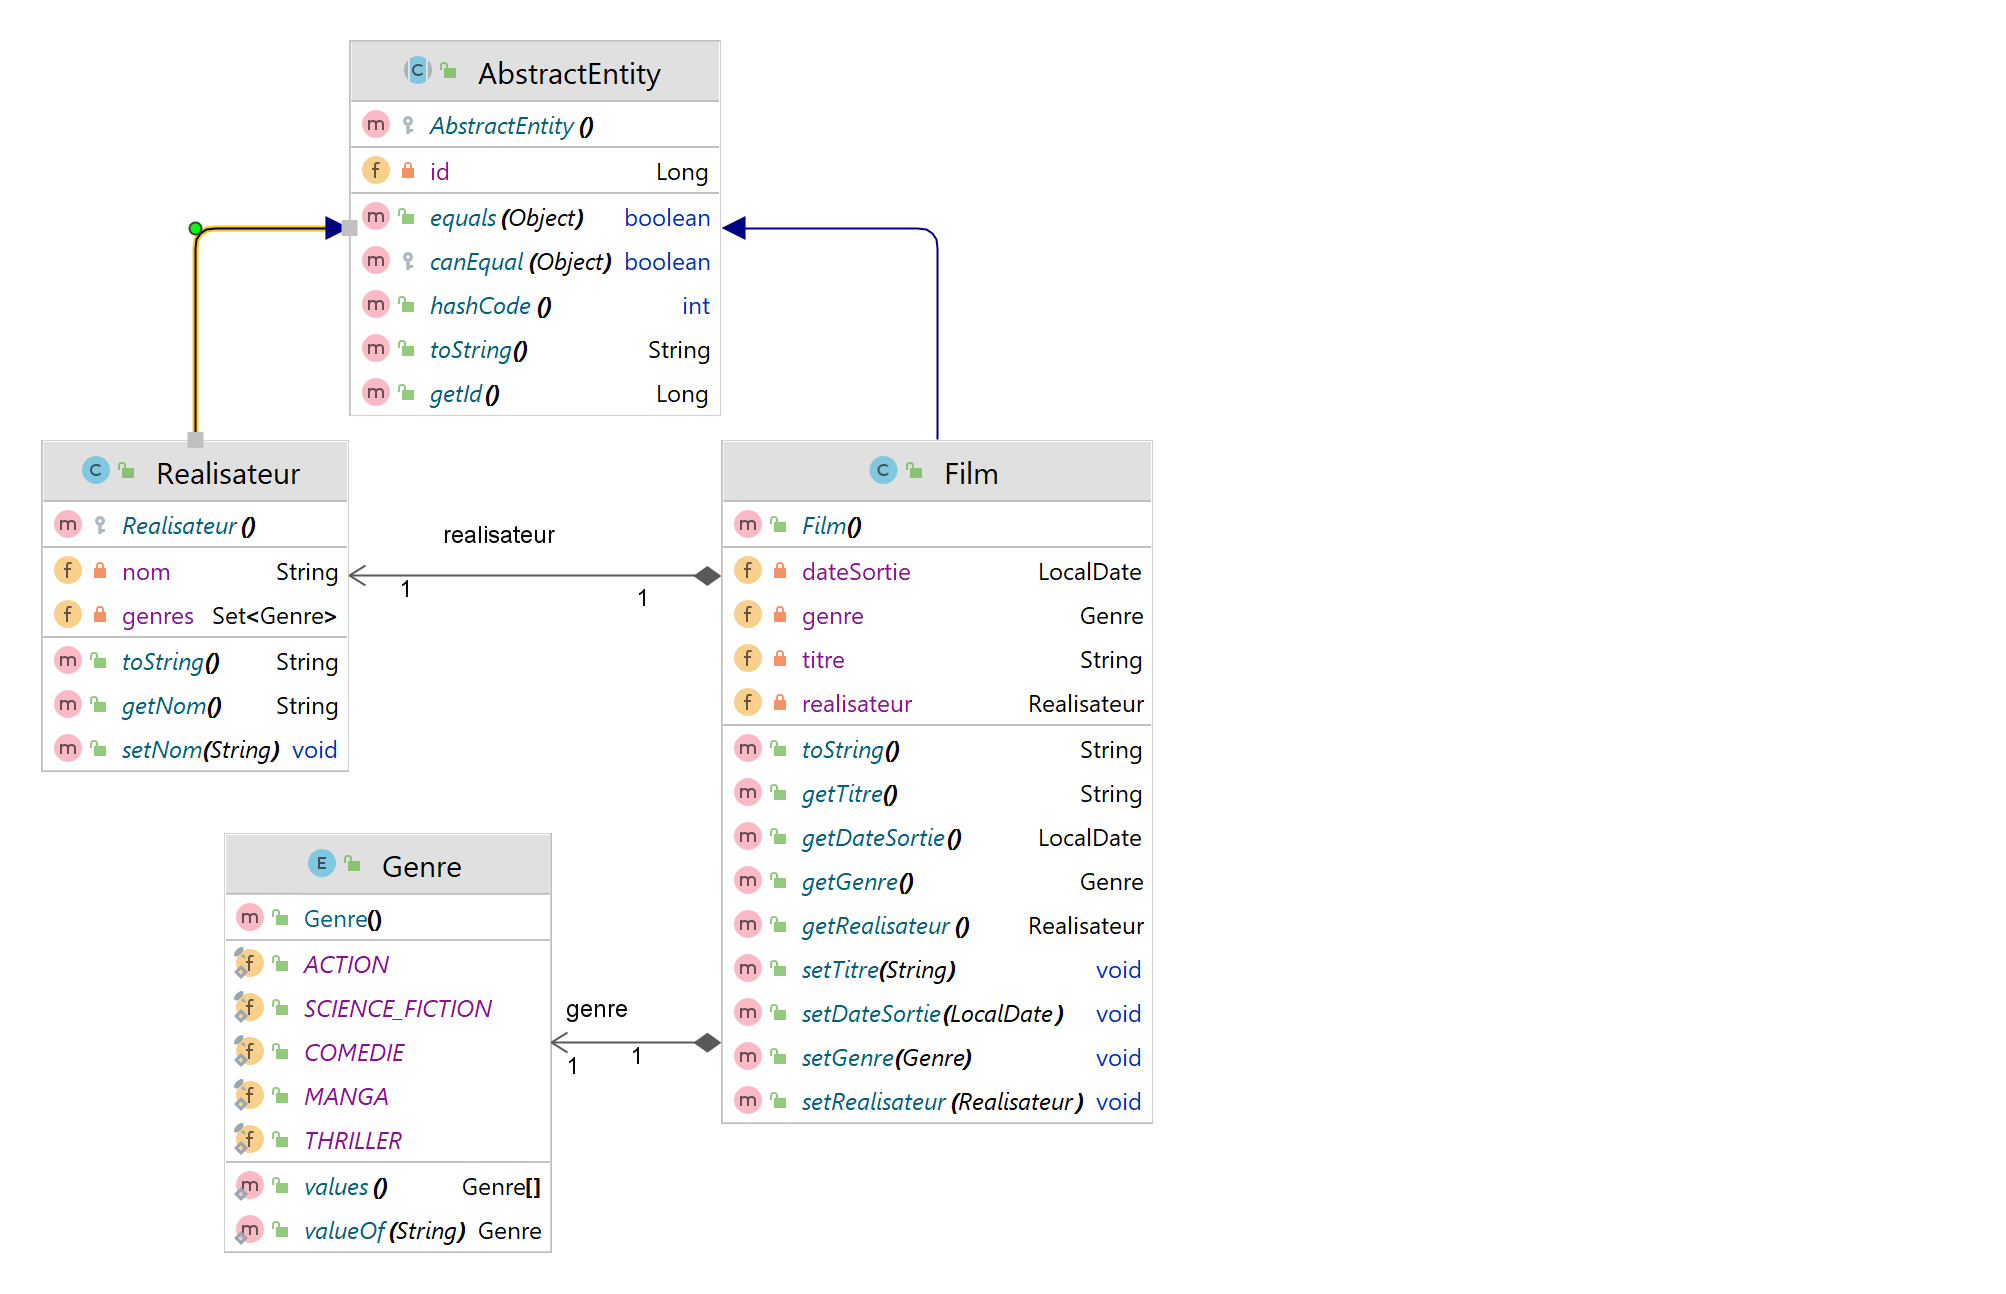 AbstractEntity
AbstractEntity()
id Long
equals(Object) boolean
canEqual(Object) boolean
hashCode() int
toString() String
getId() Long
Realisateur
Realisateur()
nom String
genres Set<Genre>
toString() String
getNom() String
setNom(String) void
realisateur
1
1
Film
Film()
dateSortie LocalDate
genre Genre
titre String
realisateur Realisateur
toString() String
getTitre() String
getDateSortie() LocalDate
getGenre() Genre
getRealisateur() Realisateur
setTitre(String) void
setDateSortie(LocalDate) void
setGenre(Genre) void
setRealisateur(Realisateur) void
Genre
Genre()
ACTION
SCIENCE_FICTION
COMEDIE
MANGA
THRILLER
values() Genre[]
valueOf(String) Genre
genre
1
1